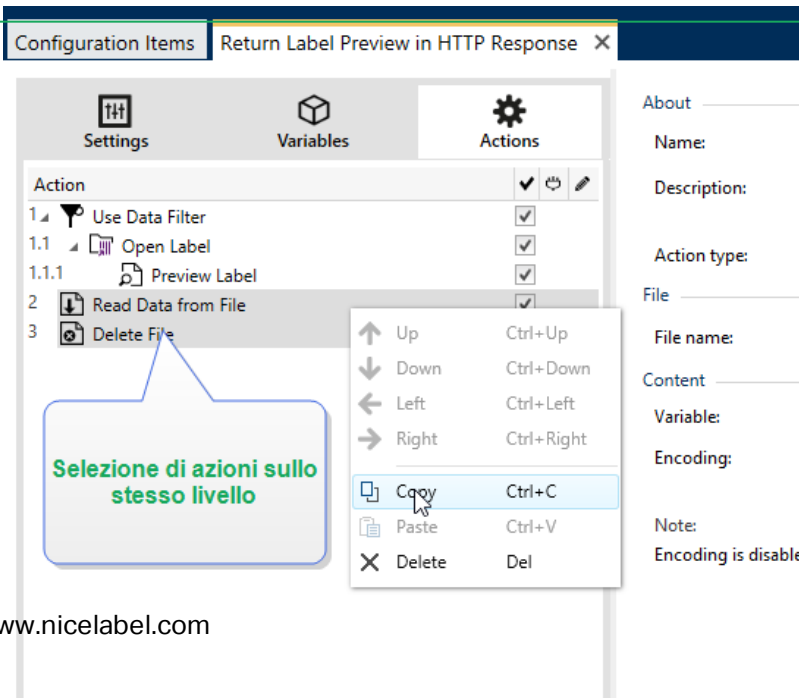 Configuration Items Return Label Preview in HTTP Response
Settings Variables Actions
Action
1 Use Data Filter
1.1 Open Label
1.1.1 Preview Label
2 Read Data from File
3 Delete File
Up Ctrl+Up
Down Ctrl+Down
Left Ctrl+Left
Right Ctrl+Right
Copy Ctrl+C
Paste Ctrl+V
Delete Del
Selezione di azioni sullo
stesso livello
About
Name:
Description:
Action type:
File
File name:
Content
Variable:
Encoding:
Note:
Encoding is disable
ww.nicelabel.com